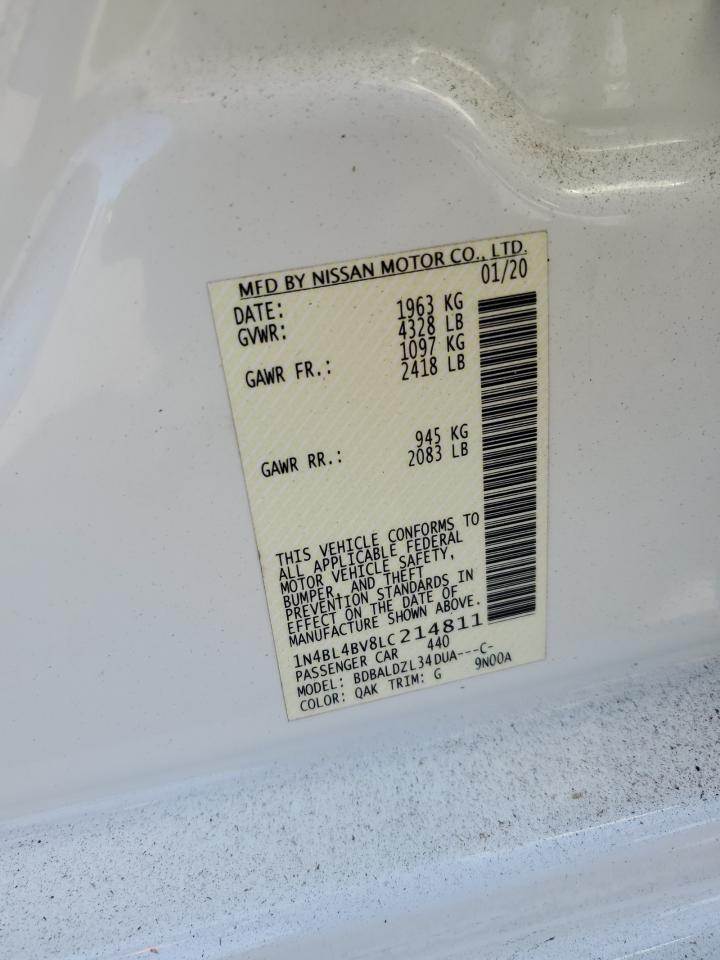 MFD BY NISSAN MOTOR CO., LTD.
DATE: 01/20
GVWR: 1963 KG
4328 LB
GAWR FR.: 1097 KG
2418 LB
GAWR RR.: 945 KG
2083 LB
THIS VEHICLE CONFORMS TO
ALL APPLICABLE FEDERAL
MOTOR VEHICLE SAFETY,
BUMPER, AND THEFT
PREVENTION STANDARDS IN
EFFECT ON THE DATE OF
MANUFACTURE SHOWN ABOVE.
1N4BL4BV8LC214811
PASSENGER CAR 440
MODEL: BDBALDZL34DUA---C-
COLOR: QAK TRIM: G 9N00A